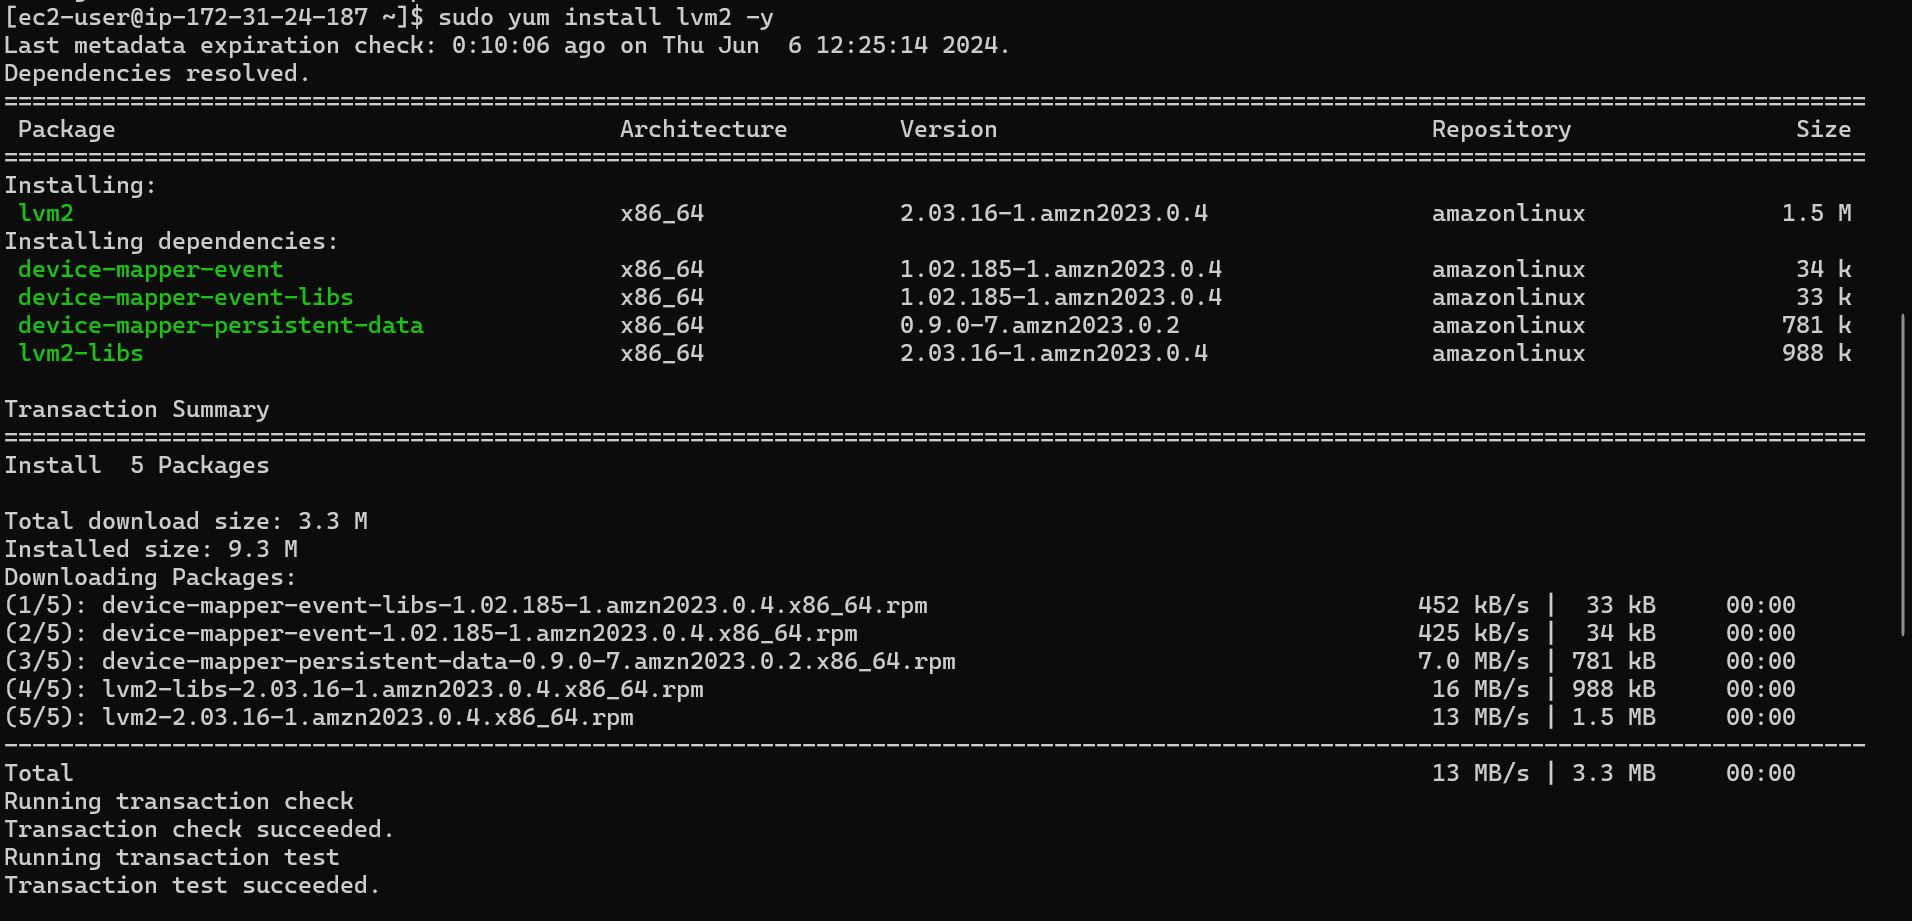 [ec2-user@ip-172-31-24-187 ~]$ sudo yum install lvm2 -y
Last metadata expiration check: 0:10:06 ago on Thu Jun  6 12:25:14 2024.
Dependencies resolved.
=====================================================================================================================================
 Package                                    Architecture        Version                               Repository                Size
=====================================================================================================================================
Installing:
 lvm2                                       x86_64              2.03.16-1.amzn2023.0.4                amazonlinux              1.5 M
Installing dependencies:
 device-mapper-event                        x86_64              1.02.185-1.amzn2023.0.4               amazonlinux               34 k
 device-mapper-event-libs                   x86_64              1.02.185-1.amzn2023.0.4               amazonlinux               33 k
 device-mapper-persistent-data              x86_64              0.9.0-7.amzn2023.0.2                  amazonlinux              781 k
 lvm2-libs                                  x86_64              2.03.16-1.amzn2023.0.4                amazonlinux              988 k

Transaction Summary
=====================================================================================================================================
Install  5 Packages

Total download size: 3.3 M
Installed size: 9.3 M
Downloading Packages:
(1/5): device-mapper-event-libs-1.02.185-1.amzn2023.0.4.x86_64.rpm                                   452 kB/s |  33 kB     00:00
(2/5): device-mapper-event-1.02.185-1.amzn2023.0.4.x86_64.rpm                                        425 kB/s |  34 kB     00:00
(3/5): device-mapper-persistent-data-0.9.0-7.amzn2023.0.2.x86_64.rpm                                 7.0 MB/s | 781 kB     00:00
(4/5): lvm2-libs-2.03.16-1.amzn2023.0.4.x86_64.rpm                                                    16 MB/s | 988 kB     00:00
(5/5): lvm2-2.03.16-1.amzn2023.0.4.x86_64.rpm                                                         13 MB/s | 1.5 MB     00:00
-------------------------------------------------------------------------------------------------------------------------------------
Total                                                                                                 13 MB/s | 3.3 MB     00:00
Running transaction check
Transaction check succeeded.
Running transaction test
Transaction test succeeded.